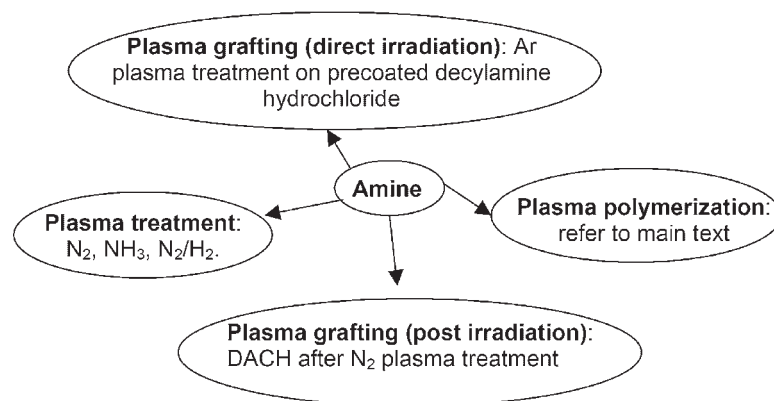 Plasma grafting (direct irradiation): Ar
plasma treatment on precoated decylamine
hydrochloride
Amine
Plasma treatment:
N₂, NH₃, N₂/H₂.
Plasma polymerization:
refer to main text
Plasma grafting (post irradiation):
DACH after N₂ plasma treatment